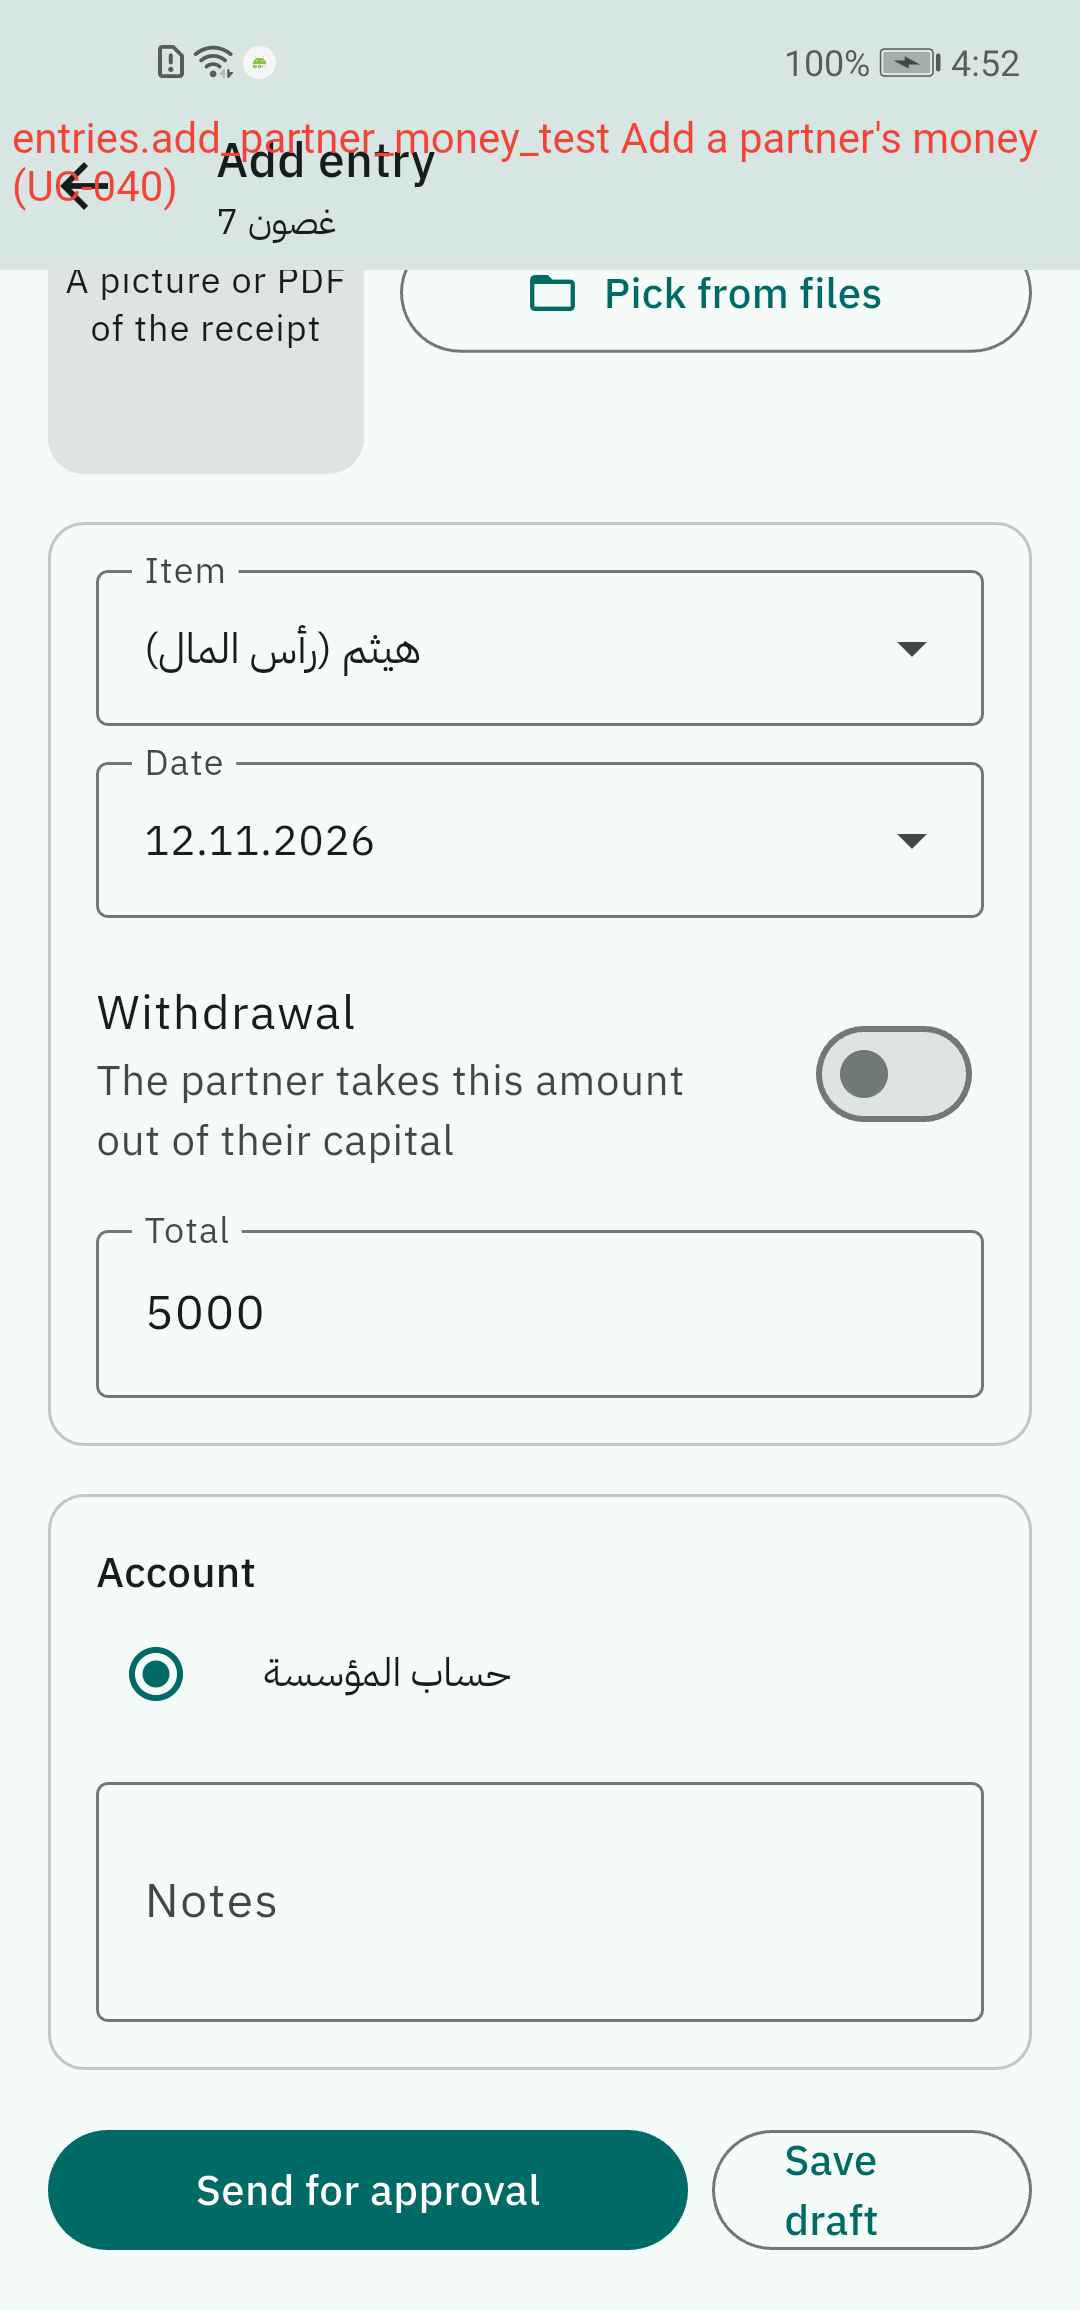 100% 4:52
entries.add_partner_money_test Add a partner's money
(UC-040)
Add entry
غصون 7
A picture or PDF
of the receipt
Pick from files
Item
هيثم (رأس المال)
Date
12.11.2026
Withdrawal
The partner takes this amount
out of their capital
Total
5000
Account
حساب المؤسسة
Notes
Send for approval
Save
draft